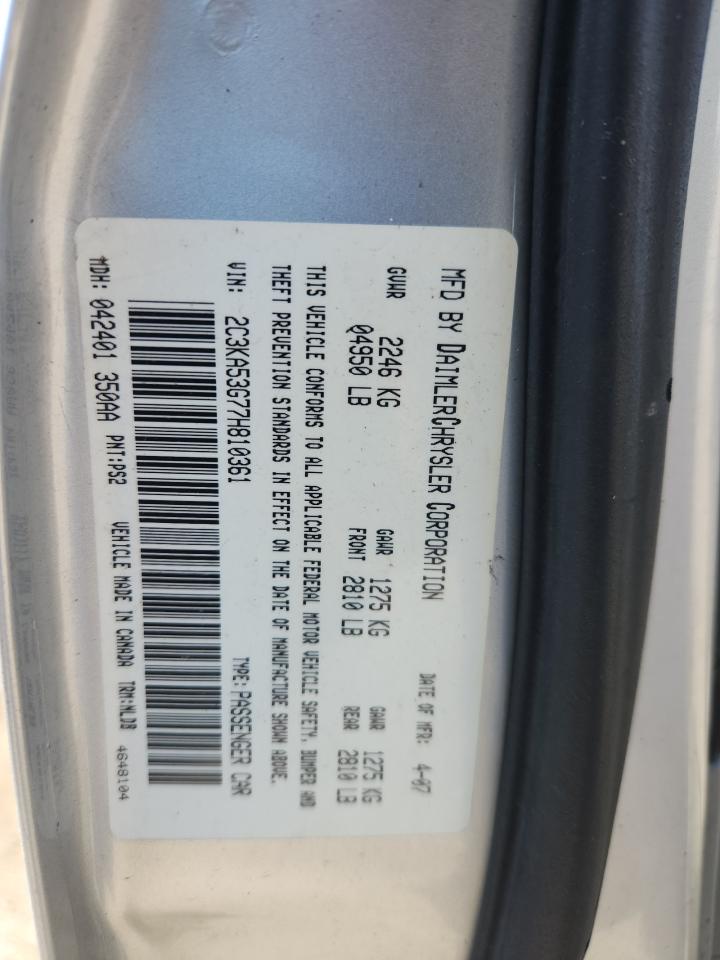 MFD BY DAIMLERCHRYSLER CORPORATION DATE OF MFR: 4-07
GVWR 2246 KG GAWR 1275 KG GAWR 1275 KG
04950 LB FRONT 2810 LB REAR 2810 LB
THIS VEHICLE CONFORMS TO ALL APPLICABLE FEDERAL MOTOR VEHICLE SAFETY, BUMPER AND
THEFT PREVENTION STANDARDS IN EFFECT ON THE DATE OF MANUFACTURE SHOWN ABOVE.
VIN: 2C3KA53G77H810361 TYPE: PASSENGER CAR
MDH: 042401 350AA PNT:PS2 VEHICLE MADE IN CANADA TRM:NLDB
4648104